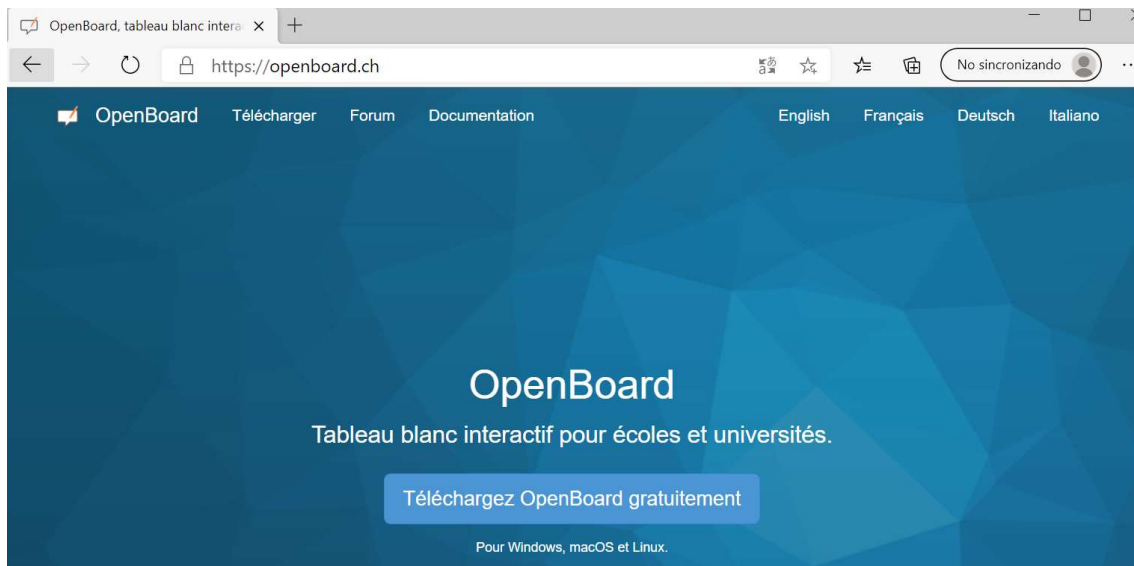 OpenBoard, tableau blanc intera
https://openboard.ch
No sincronizando
OpenBoard Télécharger Forum Documentation English Français Deutsch Italiano
OpenBoard
Tableau blanc interactif pour écoles et universités.
Téléchargez OpenBoard gratuitement
Pour Windows, macOS et Linux.